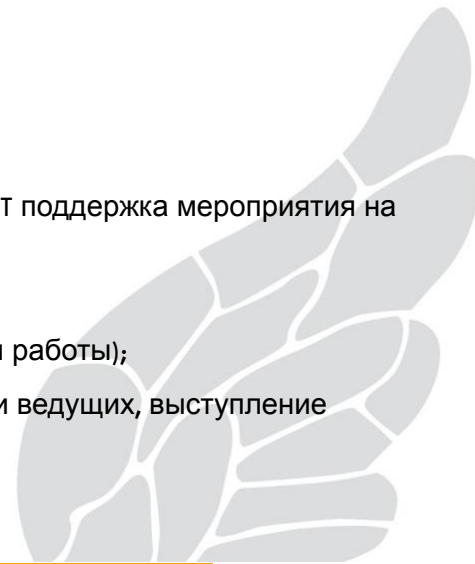 Т поддержка мероприятия на
работы);
и ведущих, выступление